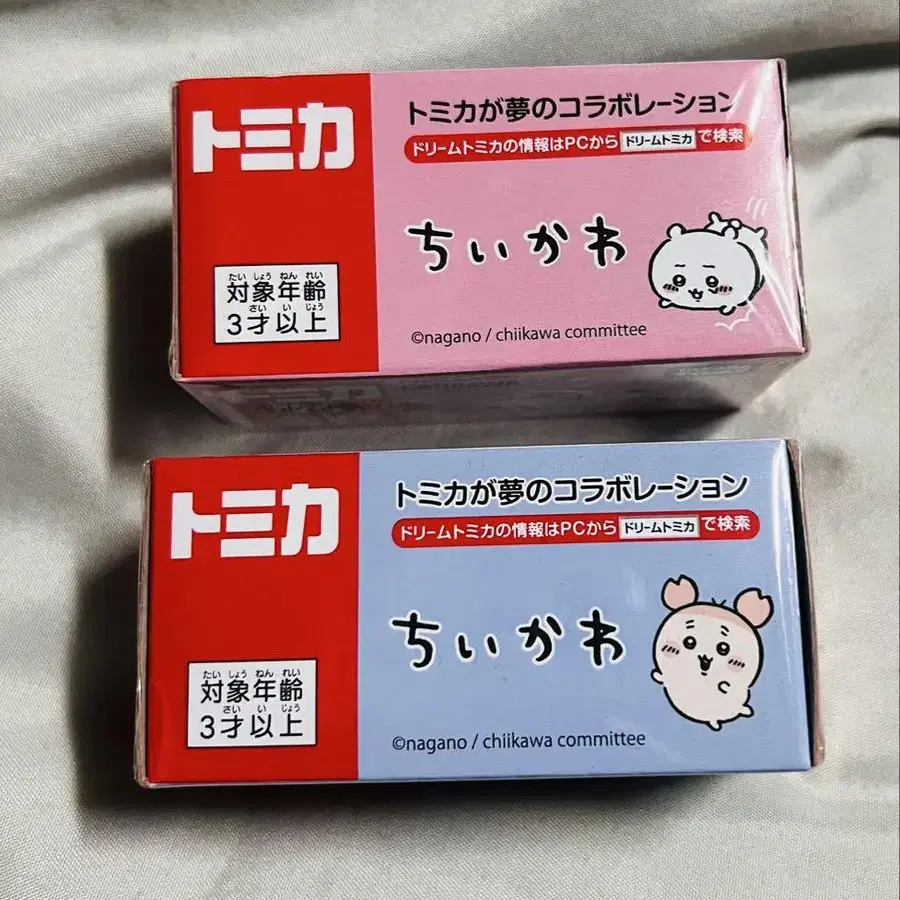 トミカ
トミカが夢のコラボレーション
ドリームトミカの情報はPCから ドリームトミカ で検索
ちいかわ
たいしょうねんれい
対象年齢
さいいじょう
3才以上
©nagano / chiikawa committee
トミカ
トミカが夢のコラボレーション
ドリームトミカの情報はPCから ドリームトミカ で検索
ちいかわ
たいしょうねんれい
対象年齢
さいいじょう
3才以上
©nagano / chiikawa committee